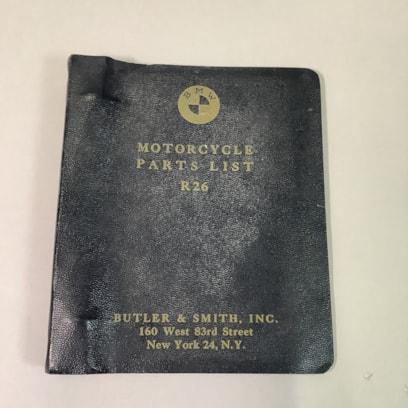 BMW
MOTORCYCLE
PARTS LIST
R26
BUTLER & SMITH, INC.
160 West 83rd Street
New York 24, N.Y.